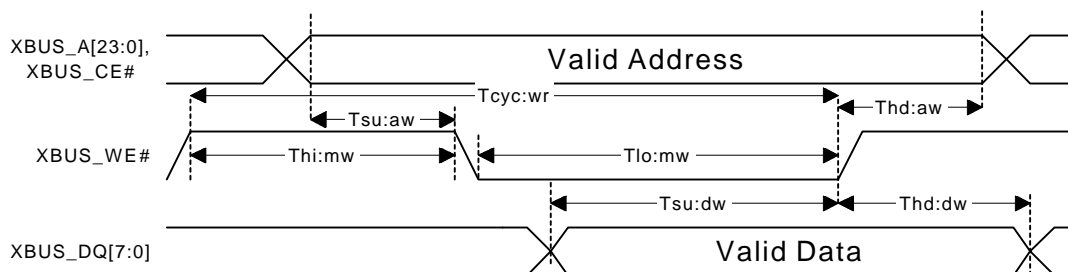 XBUS_A[23:0],
XBUS_CE#
Valid Address
Tcyc:wr
Thd:aw
Tsu:aw
XBUS_WE#
Thi:mw
Tlo:mw
Tsu:dw
Thd:dw
XBUS_DQ[7:0]
Valid Data